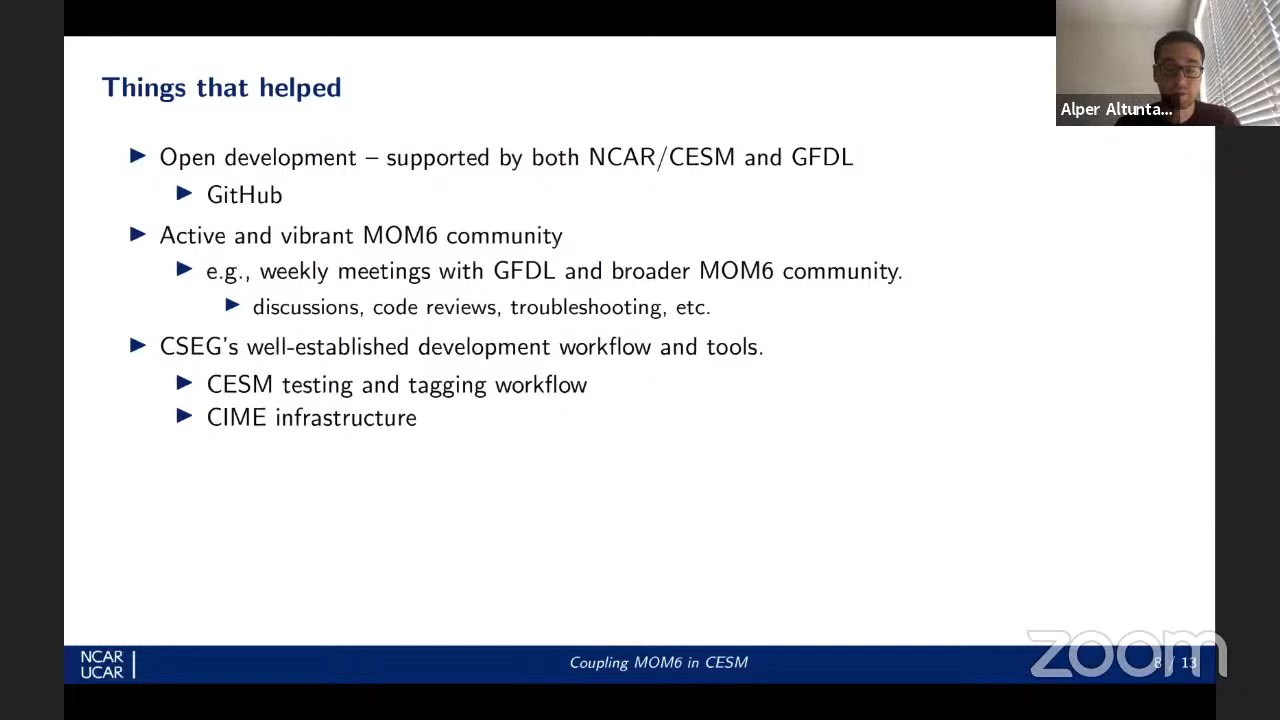 Things that helped
Open development – supported by both NCAR/CESM and GFDL
GitHub
Active and vibrant MOM6 community
e.g., weekly meetings with GFDL and broader MOM6 community.
discussions, code reviews, troubleshooting, etc.
CSEG's well-established development workflow and tools.
CESM testing and tagging workflow
CIME infrastructure
Alper Altunta...
NCAR
UCAR
Coupling MOM6 in CESM
8 / 13
zoom